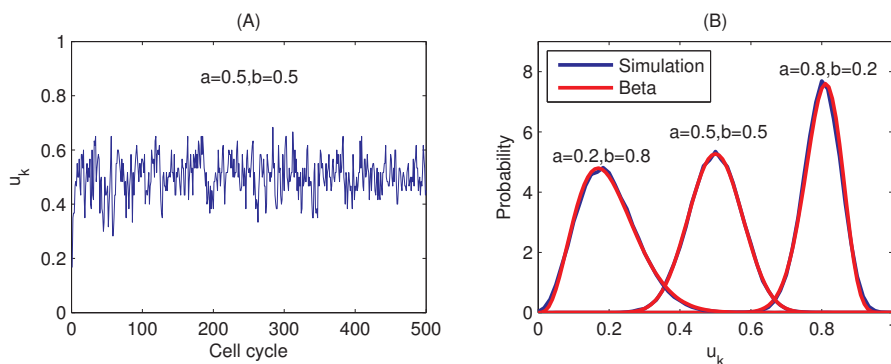 (A)
1
0.8
0.6
0.4
0.2
0
a=0.5,b=0.5
u_k
0 100 200 300 400 500
Cell cycle
(B)
8
6
4
2
0
Simulation
Beta
a=0.8,b=0.2
a=0.5,b=0.5
a=0.2,b=0.8
Probability
0 0.2 0.4 0.6 0.8
u_k